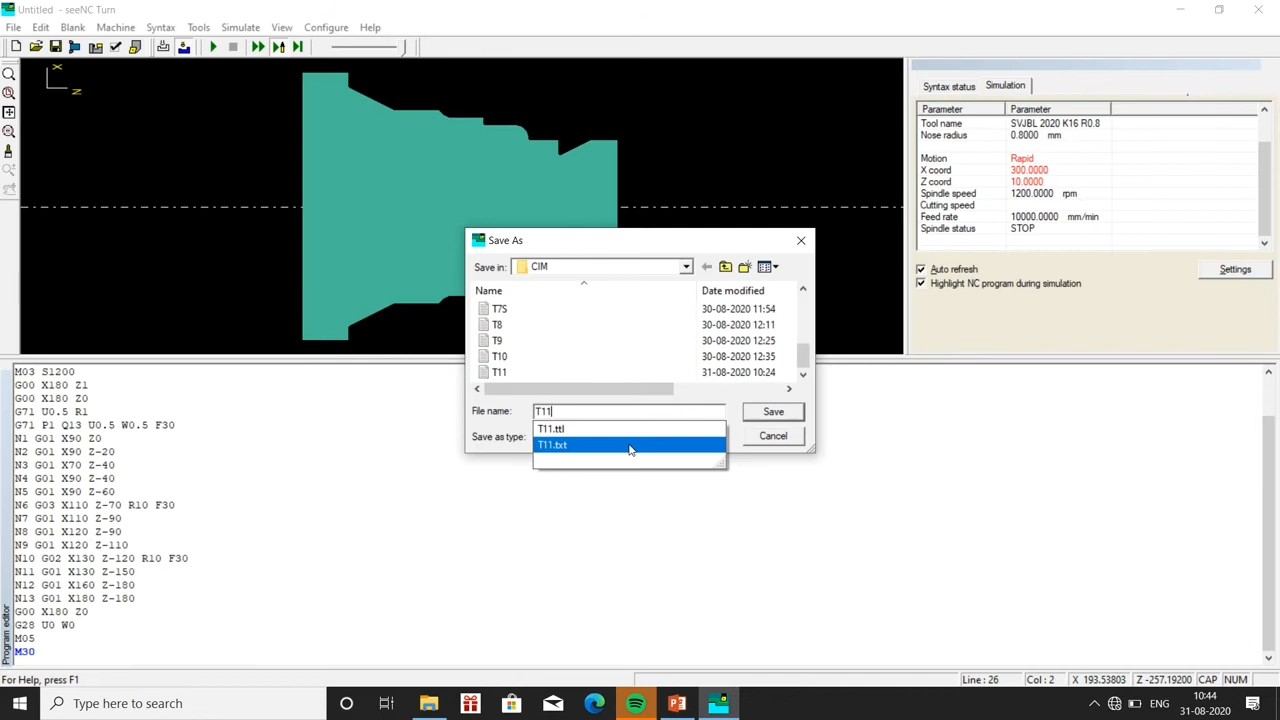 Untitled - seeNC Turn
File Edit Blank Machine Syntax Tools Simulate View Configure Help
X
Z
Syntax status Simulation
Parameter Parameter
Tool name SVJBL 2020 K16 R0.8
Nose radius 0.8000 mm
Motion Rapid
X coord 300.0000
Z coord 10.0000
Spindle speed 1200.0000 rpm
Cutting speed
Feed rate 10000.0000 mm/min
Spindle status STOP
Auto refresh
Settings
Highlight NC program during simulation
Save As
Save in: CIM
Name Date modified
T7S 30-08-2020 11:54
T8 30-08-2020 12:11
T9 30-08-2020 12:25
T10 30-08-2020 12:35
T11 31-08-2020 10:24
File name: T11 Save
T11.ttl
Save as type: Cancel
T11.txt
Program editor
M03 S1200
G00 X180 Z1
G00 X180 Z0
G71 U0.5 R1
G71 P1 Q13 U0.5 W0.5 F30
N1 G01 X90 Z0
N2 G01 X90 Z-20
N3 G01 X70 Z-40
N4 G01 X90 Z-40
N5 G01 X90 Z-60
N6 G03 X110 Z-70 R10 F30
N7 G01 X110 Z-90
N8 G01 X120 Z-90
N9 G01 X120 Z-110
N10 G02 X130 Z-120 R10 F30
N11 G01 X130 Z-150
N12 G01 X160 Z-180
N13 G01 X180 Z-180
G00 X180 Z0
G28 U0 W0
M05
M30
For Help, press F1 Line : 26 Col : 2 X 193.53803 Z -257.19200 CAP NUM
Type here to search
ENG
10:44
31-08-2020